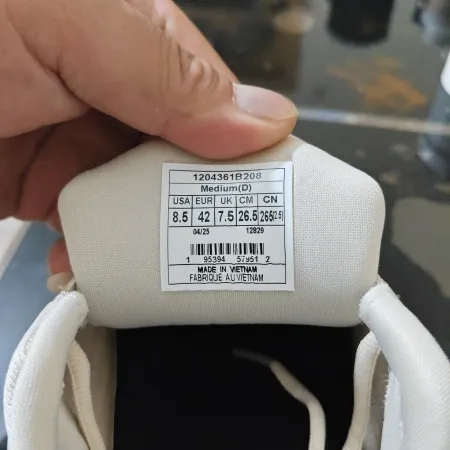 1204361B208
Medium(D)
USA EUR UK CM CN
8.5 42 7.5 26.5 265(2.5)
04/25 12829
1 95394 57951 2
MADE IN VIETNAM
FABRIQUE AU VIETNAM